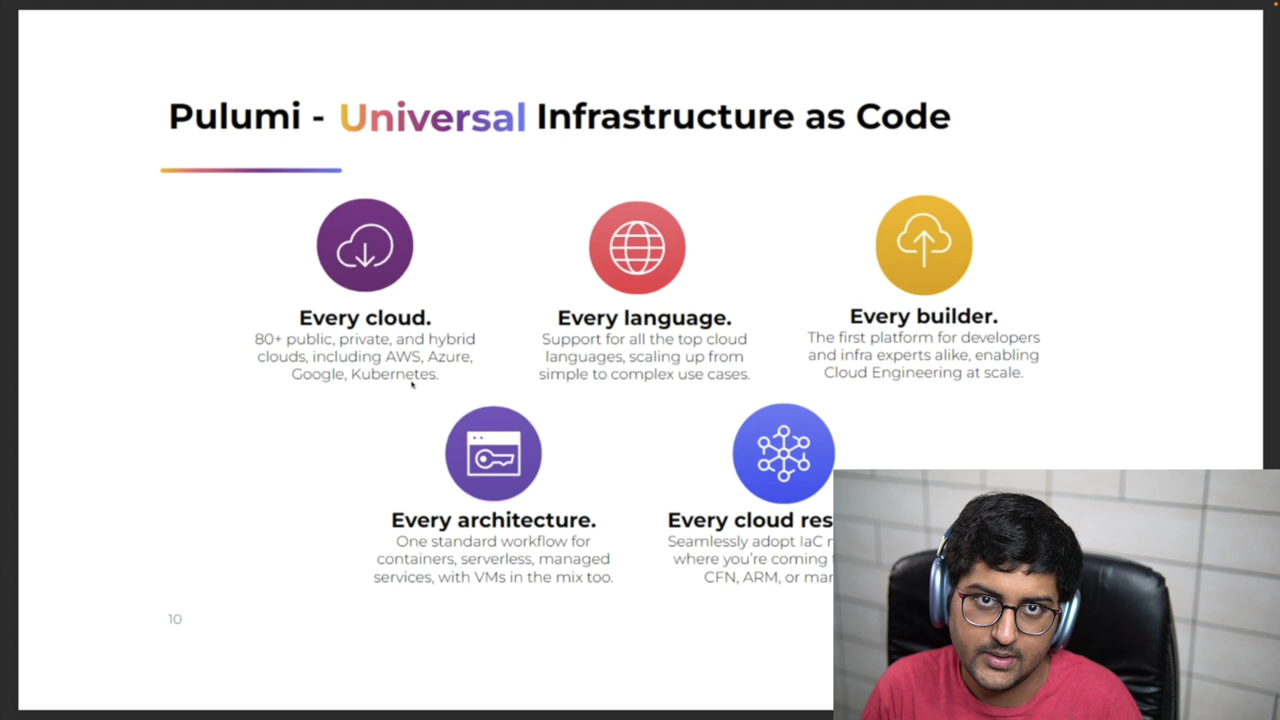 Pulumi - Universal Infrastructure as Code
Every cloud.
80+ public, private, and hybrid
clouds, including AWS, Azure,
Google, Kubernetes.
Every language.
Support for all the top cloud
languages, scaling up from
simple to complex use cases.
Every builder.
The first platform for developers
and infra experts alike, enabling
Cloud Engineering at scale.
Every architecture.
One standard workflow for
containers, serverless, managed
services, with VMs in the mix too.
Every cloud
Seamlessly adopt IaC
where you're coming
CFN, ARM, or
10